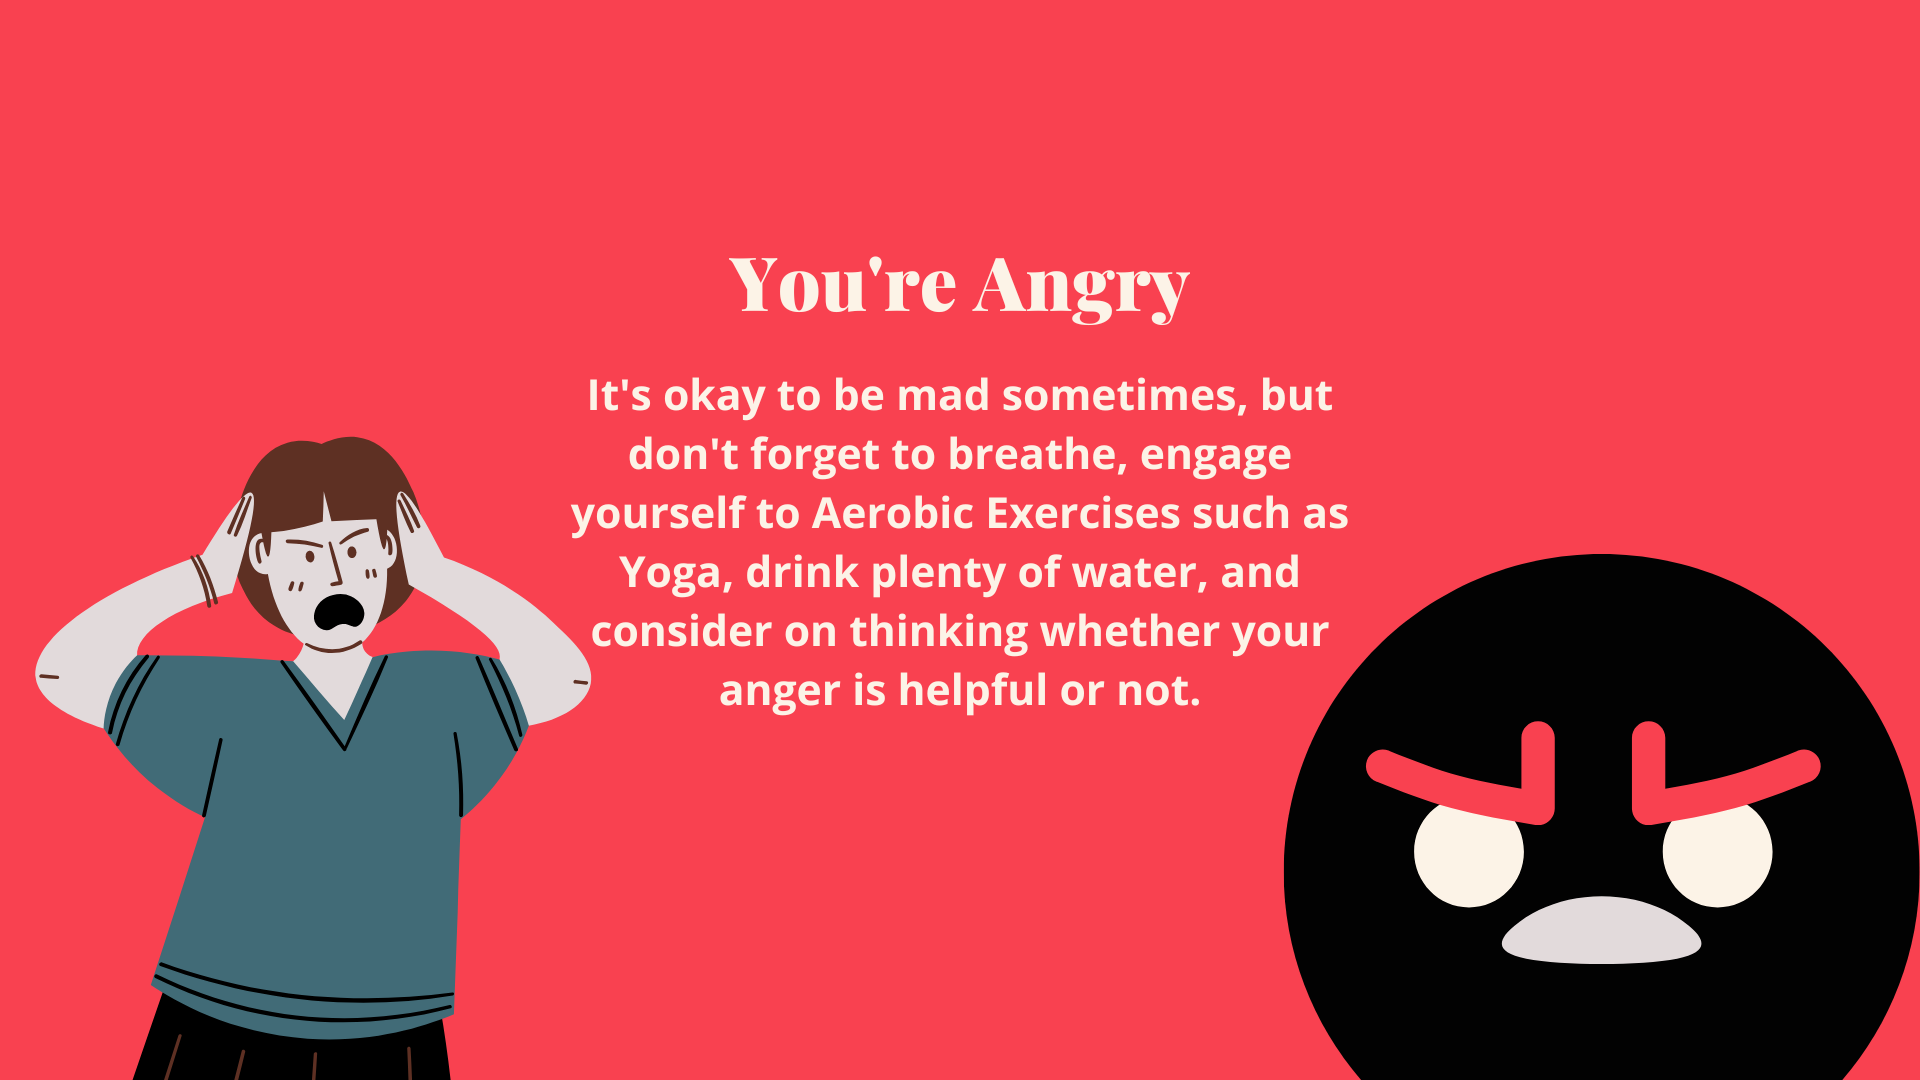 You're Angry
It's okay to be mad sometimes, but
don't forget to breathe, engage
yourself to Aerobic Exercises such as
Yoga, drink plenty of water, and
consider on thinking whether your
anger is helpful or not.